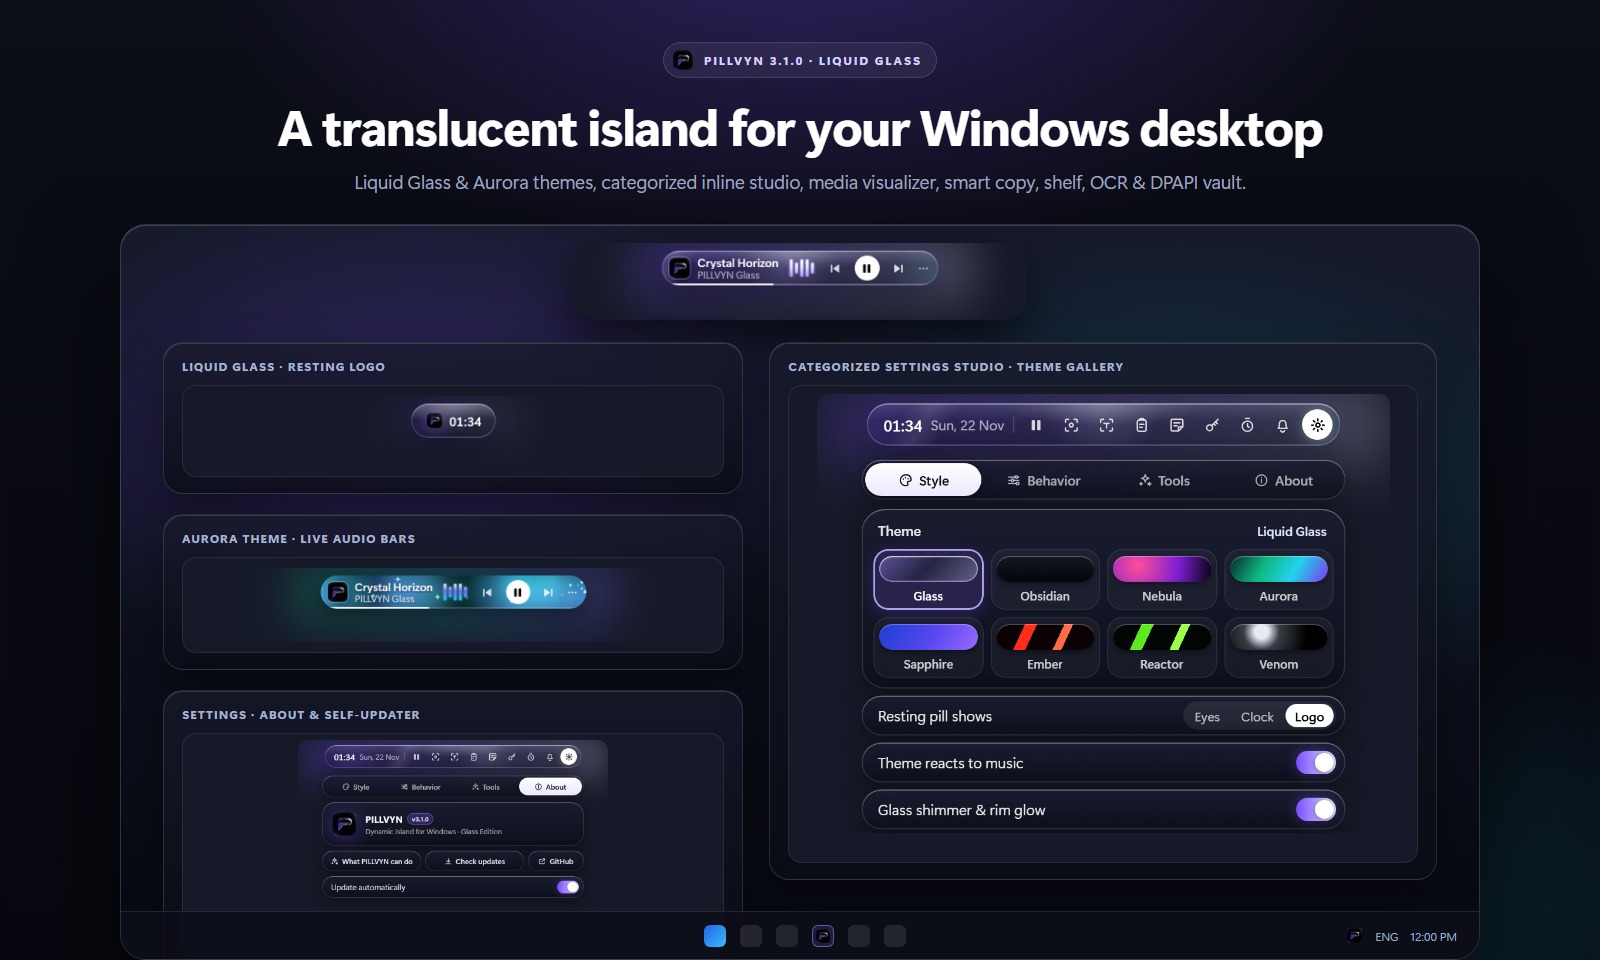 PILLVYN 3.1.0 · LIQUID GLASS
A translucent island for your Windows desktop
Liquid Glass & Aurora themes, categorized inline studio, media visualizer, smart copy, shelf, OCR & DPAPI vault.
Crystal Horizon
PILLVYN Glass
LIQUID GLASS · RESTING LOGO
01:34
AURORA THEME · LIVE AUDIO BARS
Crystal Horizon
PILLVYN Glass
SETTINGS · ABOUT & SELF-UPDATER
01:34 Sun, 22 Nov
Style Behavior Tools About
PILLVYN v3.1.0
Dynamic Island for Windows · Glass Edition
What PILLVYN can do Check updates GitHub
Update automatically
CATEGORIZED SETTINGS STUDIO · THEME GALLERY
01:34 Sun, 22 Nov
Style Behavior Tools About
Theme Liquid Glass
Glass Obsidian Nebula Aurora
Sapphire Ember Reactor Venom
Resting pill shows Eyes Clock Logo
Theme reacts to music
Glass shimmer & rim glow
ENG 12:00 PM